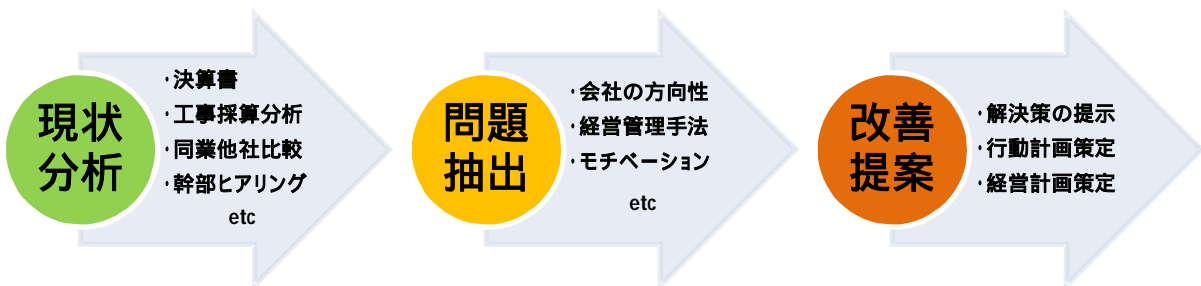 現状
分析
・決算書
・工事採算分析
・同業他社比較
・幹部ヒアリング
etc
問題
抽出
・会社の方向性
・経営管理手法
・モチベーション
etc
改善
提案
・解決策の提示
・行動計画策定
・経営計画策定